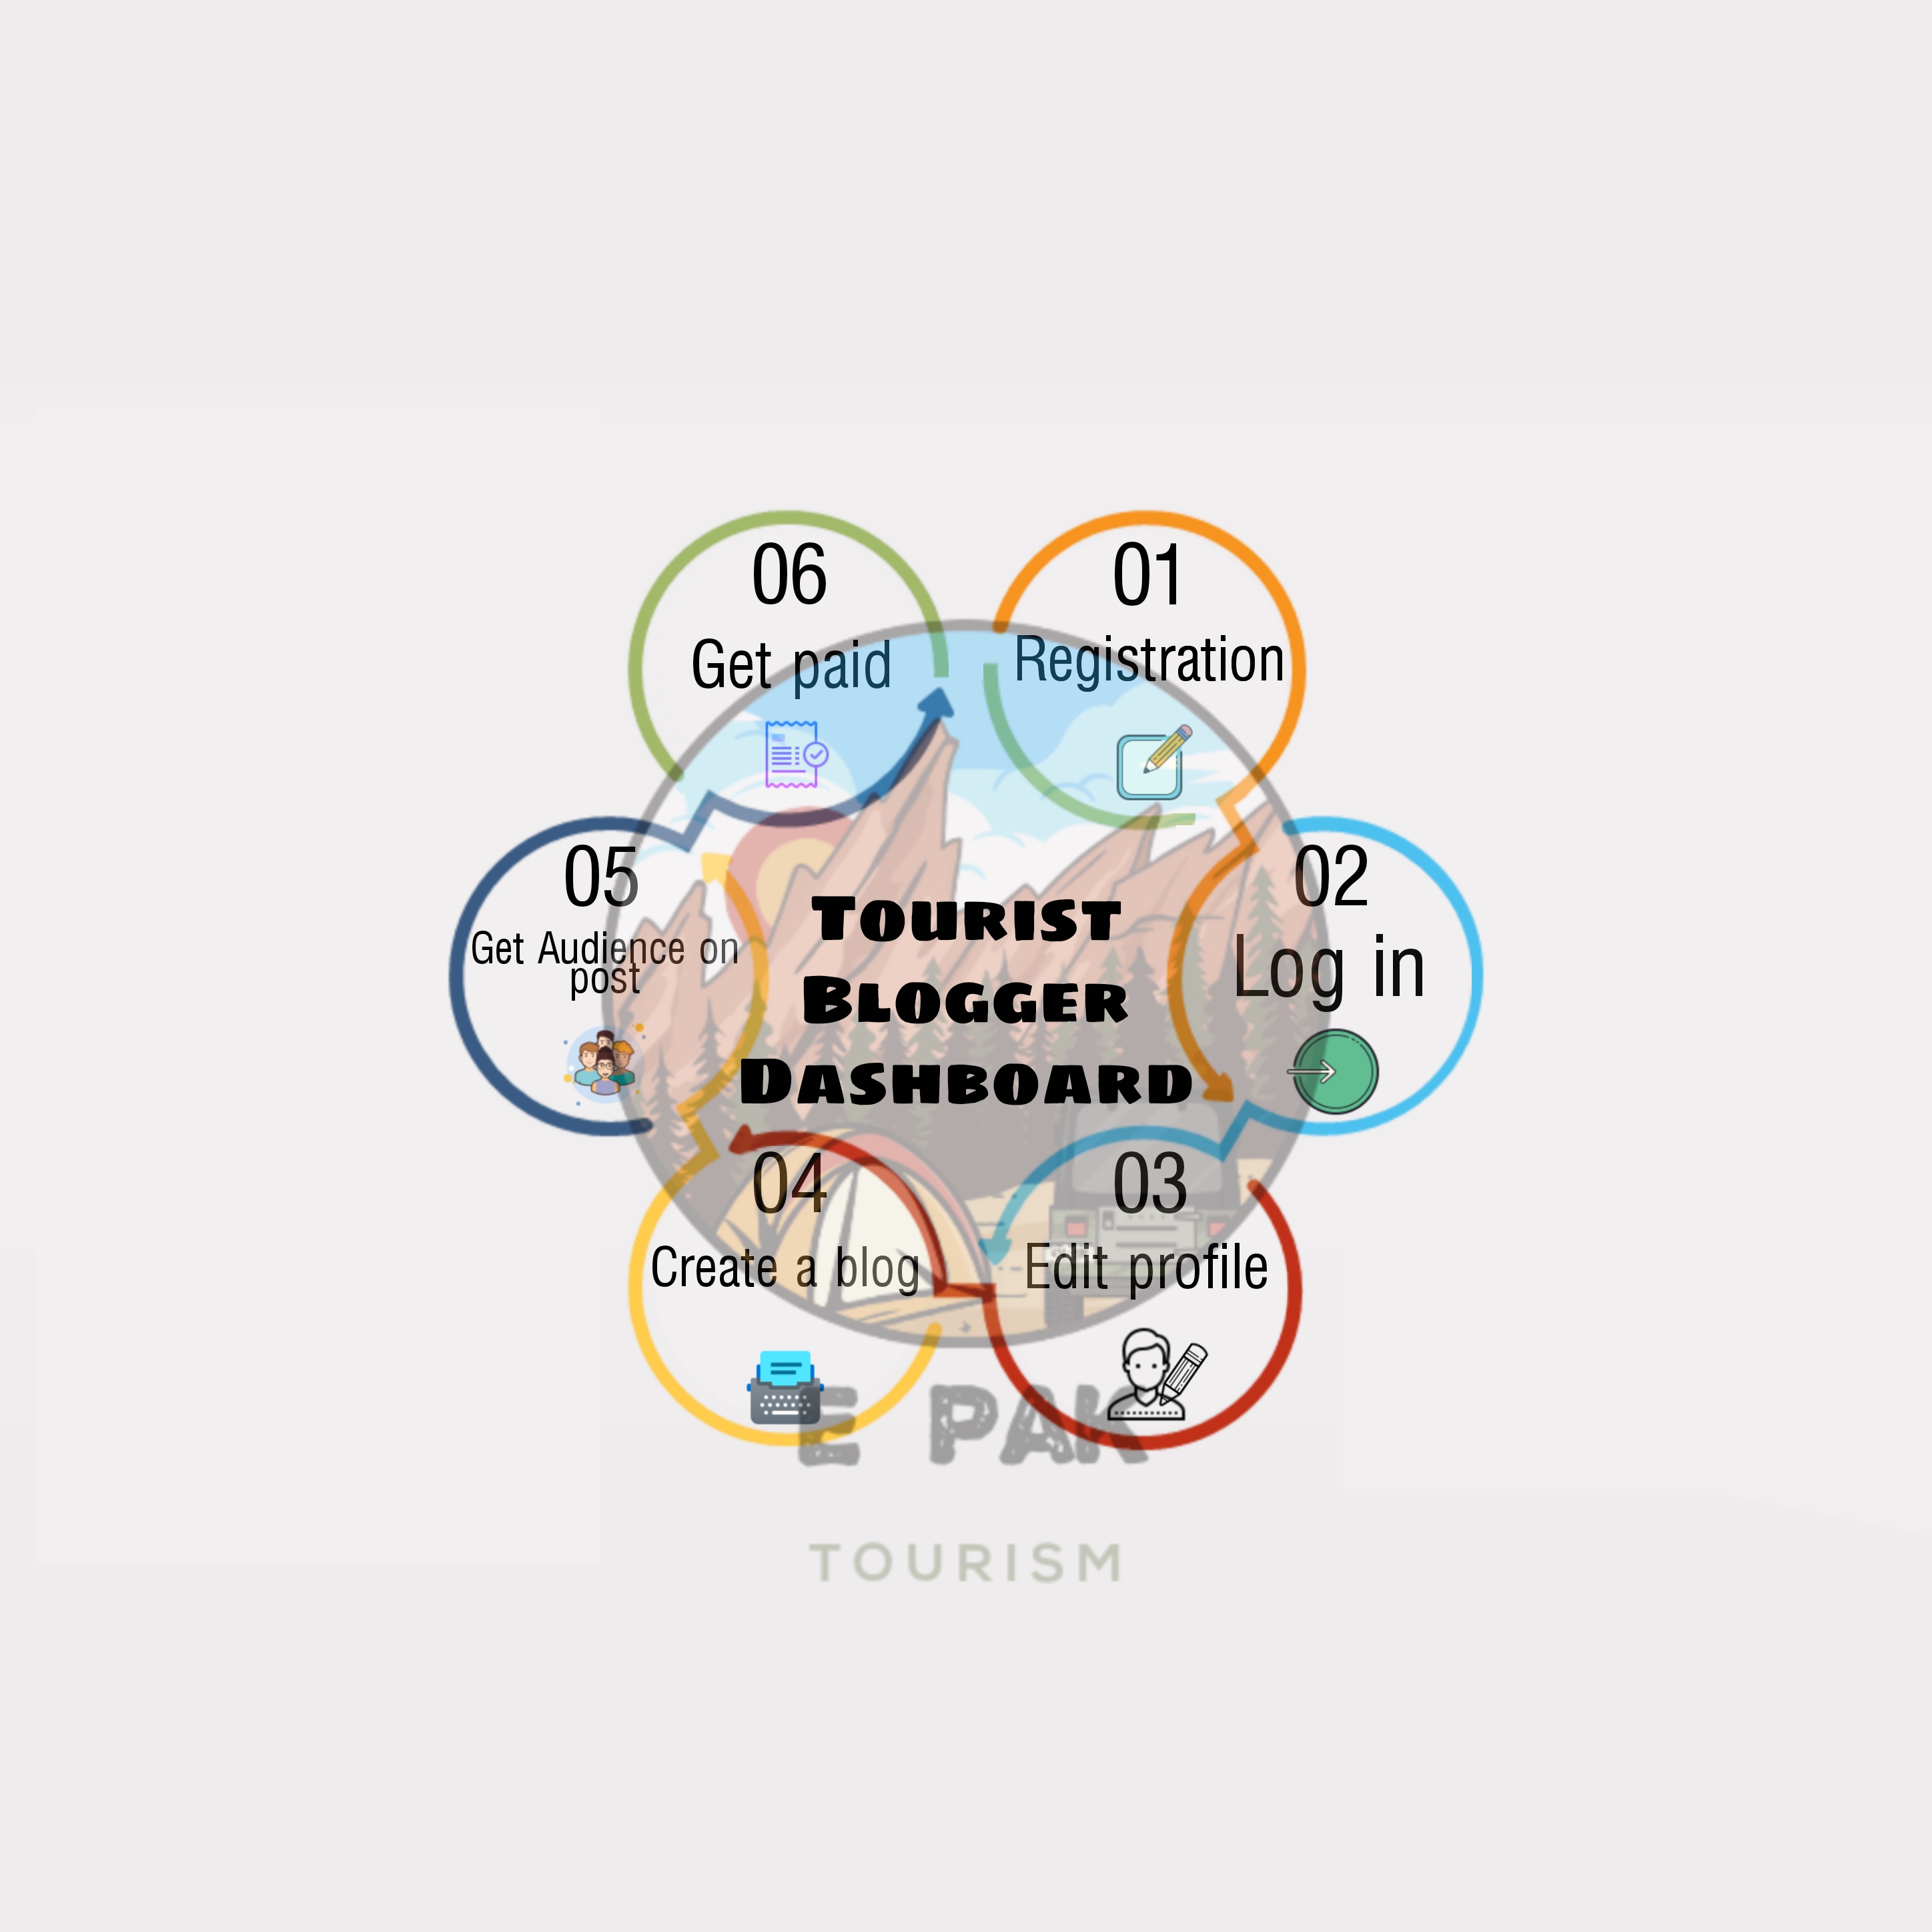 06
Get paid
01
Registration
05
Get Audience on
post
02
Log in
Tourist
Blogger
Dashboard
04
Create a blog
03
Edit profile
E PAK
TOURISM